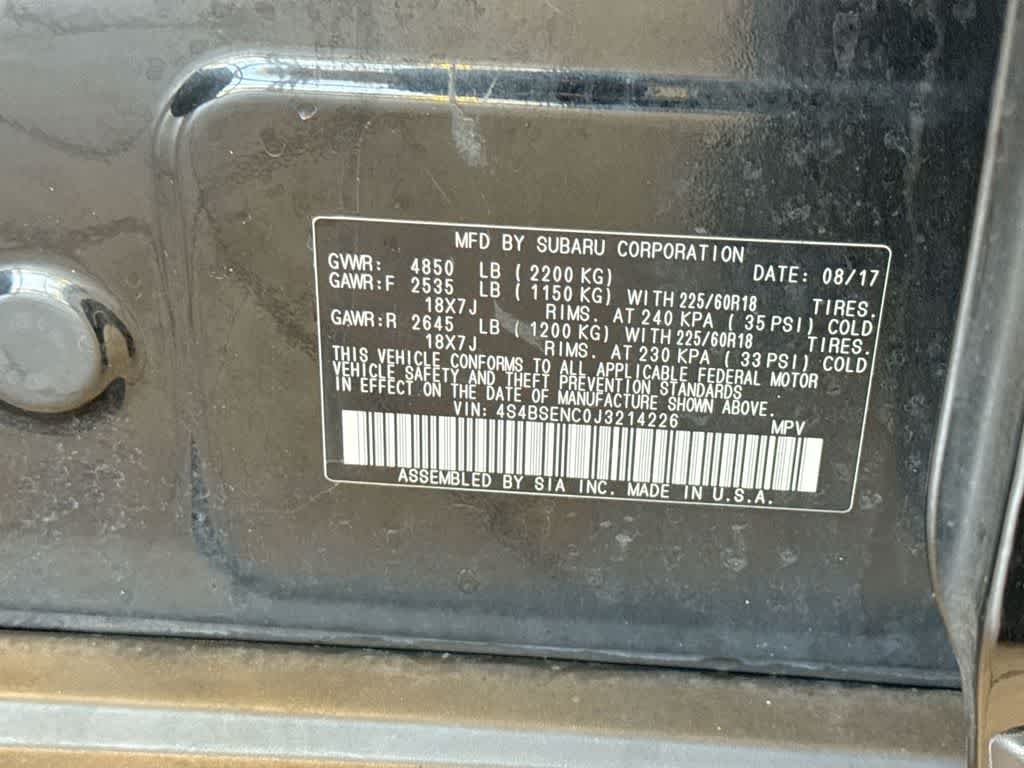 MFD BY SUBARU CORPORATION
GVWR: 4850 LB ( 2200 KG) DATE: 08/17
GAWR:F 2535 LB ( 1150 KG) WITH 225/60R18 TIRES.
18X7J RIMS. AT 240 KPA ( 35 PSI) COLD
GAWR:R 2645 LB ( 1200 KG) WITH 225/60R18 TIRES.
18X7J RIMS. AT 230 KPA ( 33 PSI) COLD
THIS VEHICLE CONFORMS TO ALL APPLICABLE FEDERAL MOTOR
VEHICLE SAFETY AND THEFT PREVENTION STANDARDS
IN EFFECT ON THE DATE OF MANUFACTURE SHOWN ABOVE.
VIN: 4S4BSENC0J3214226 MPV
ASSEMBLED BY SIA INC. MADE IN U.S.A.